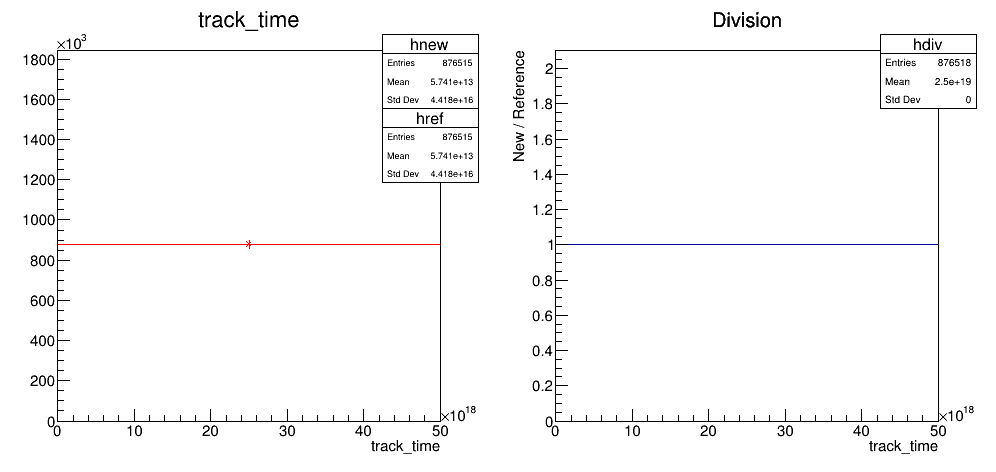 track_time
×10³
hnew
Entries 876515
Mean 5.741e+13
Std Dev 4.418e+16
href
Entries 876515
Mean 5.741e+13
Std Dev 4.418e+16
1800
1600
1400
1200
1000
800
600
400
200
0
0 10 20 30 40 50
×10¹⁸
track_time
Division
New / Reference
hdiv
Entries 876518
Mean 2.5e+19
Std Dev 0
2
1.8
1.6
1.4
1.2
1
0.8
0.6
0.4
0.2
0
0 10 20 30 40 50
×10¹⁸
track_time